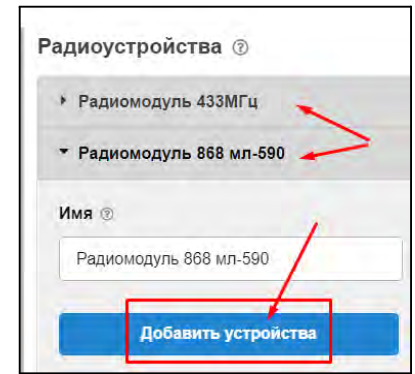 Радиоустройства ?
Радиомодуль 433МГц
Радиомодуль 868 мл-590
Имя ?
Радиомодуль 868 мл-590
Добавить устройства